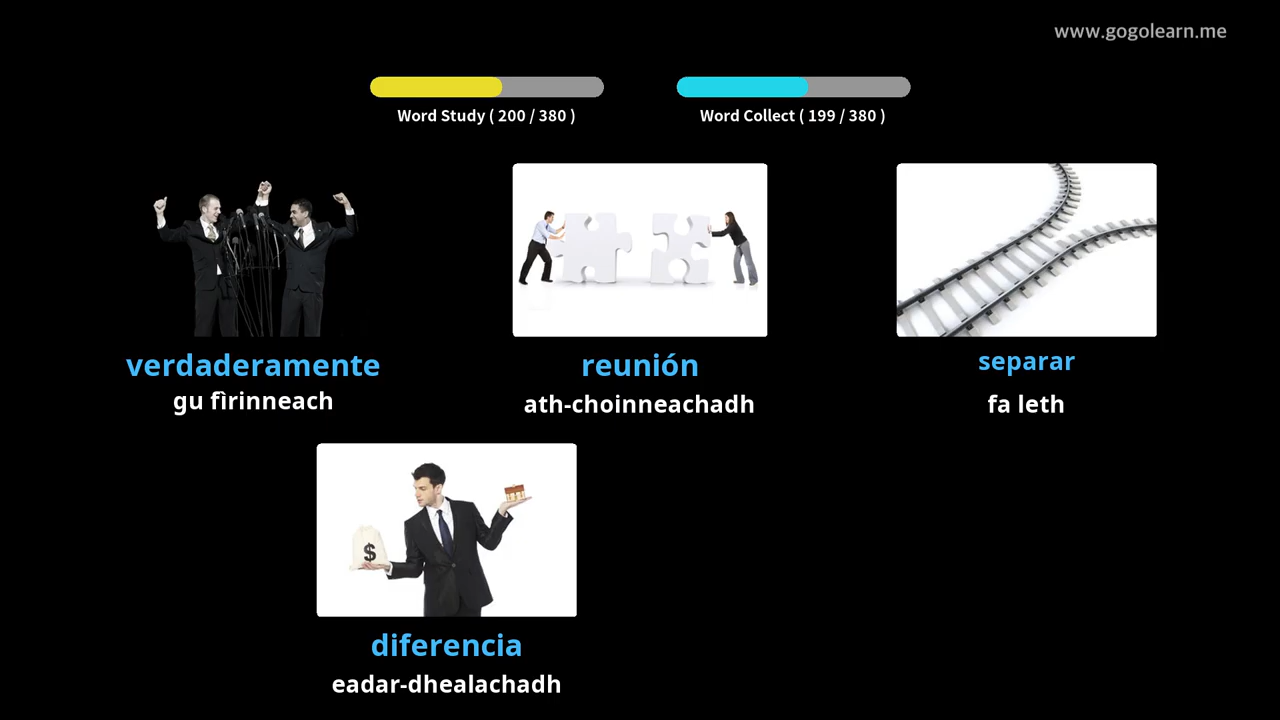 www.gogolearn.me
Word Study ( 200 / 380 )
Word Collect ( 199 / 380 )
verdaderamente
gu fìrinneach
reunión
ath-choinneachadh
separar
fa leth
$
diferencia
eadar-dhealachadh